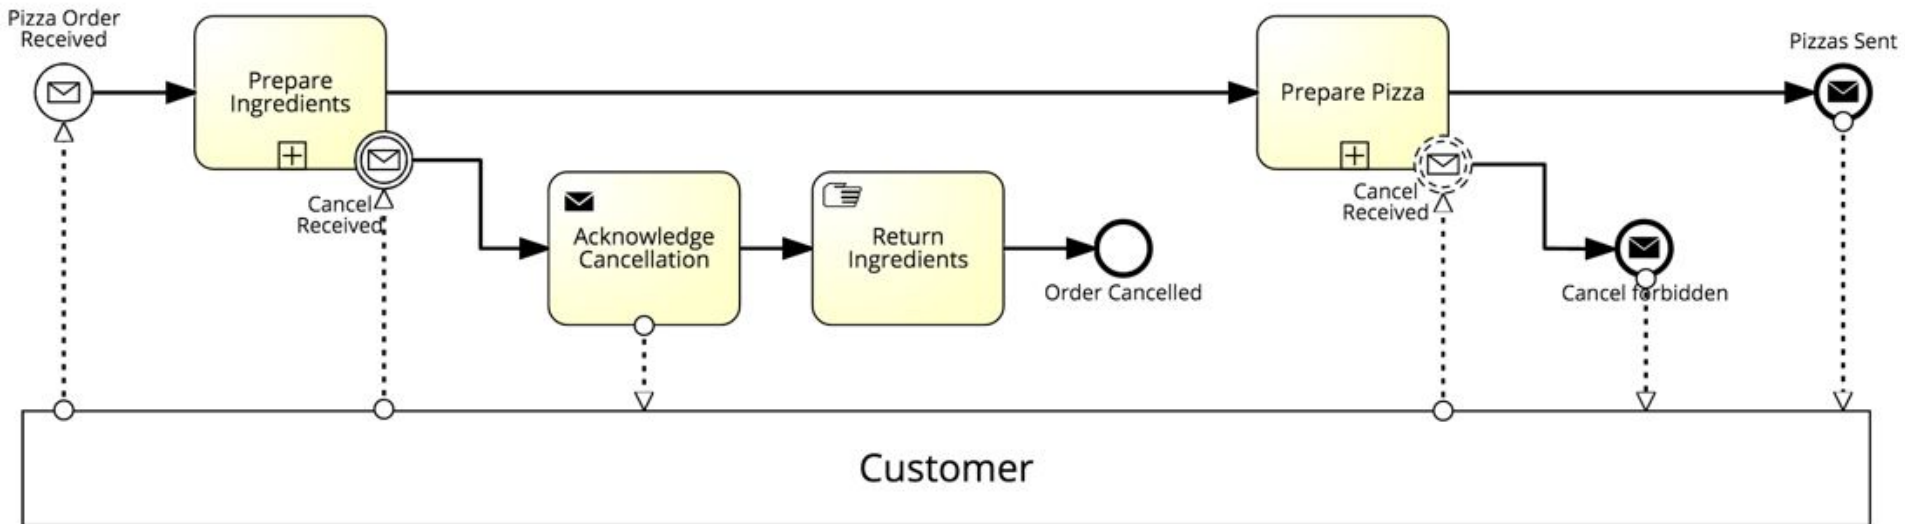 Pizza Order
Received
Prepare
Ingredients
Cancel
Received
Acknowledge
Cancellation
Return
Ingredients
Order Cancelled
Prepare Pizza
Cancel
Received
Cancel forbidden
Pizzas Sent
Customer